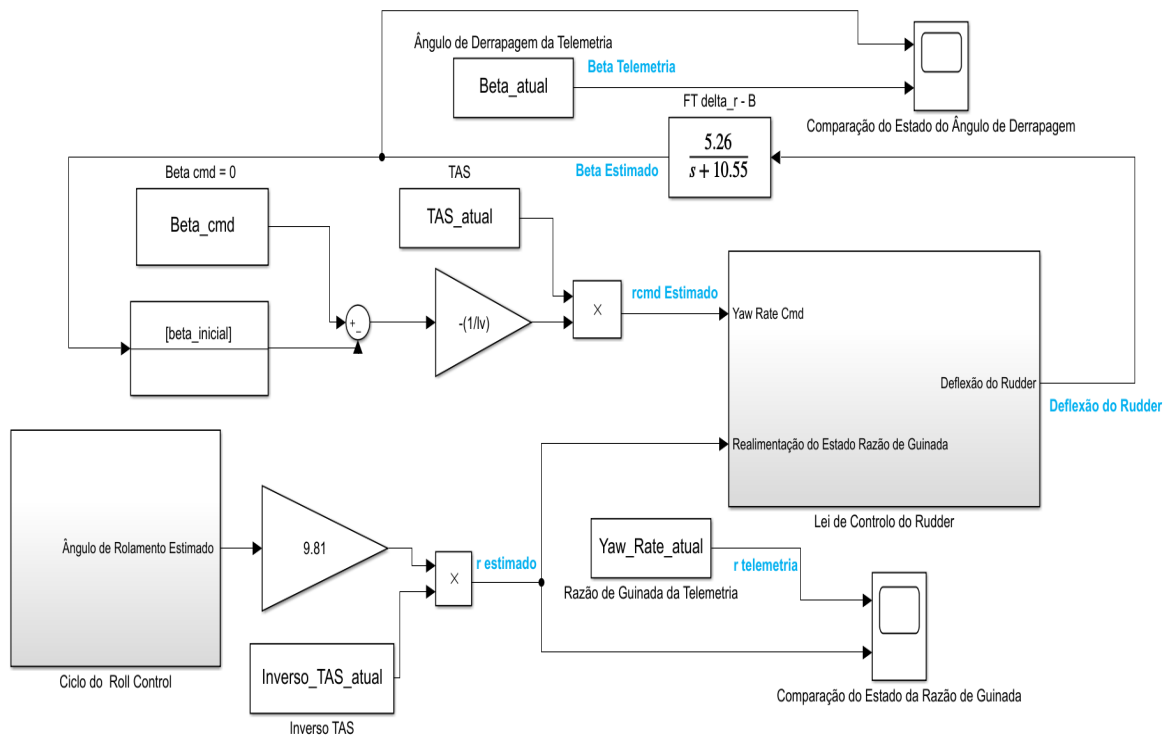 Ângulo de Derrapagem da Telemetria
Beta_atual
Beta Telemetria
Comparação do Estado do Ângulo de Derrapagem
FT delta_r - B
5.26
s + 10.55
Beta Estimado
Beta cmd = 0
Beta_cmd
TAS
TAS_atual
[beta_inicial]
+
_
-(1/lv)
X
rcmd Estimado
Yaw Rate Cmd
Deflexão do Rudder
Realimentação do Estado Razão de Guinada
Lei de Controlo do Rudder
Deflexão do Rudder
Ângulo de Rolamento Estimado
Ciclo do Roll Control
9.81
X
r estimado
Inverso_TAS_atual
Inverso TAS
Yaw_Rate_atual
Razão de Guinada da Telemetria
r telemetria
Comparação do Estado da Razão de Guinada